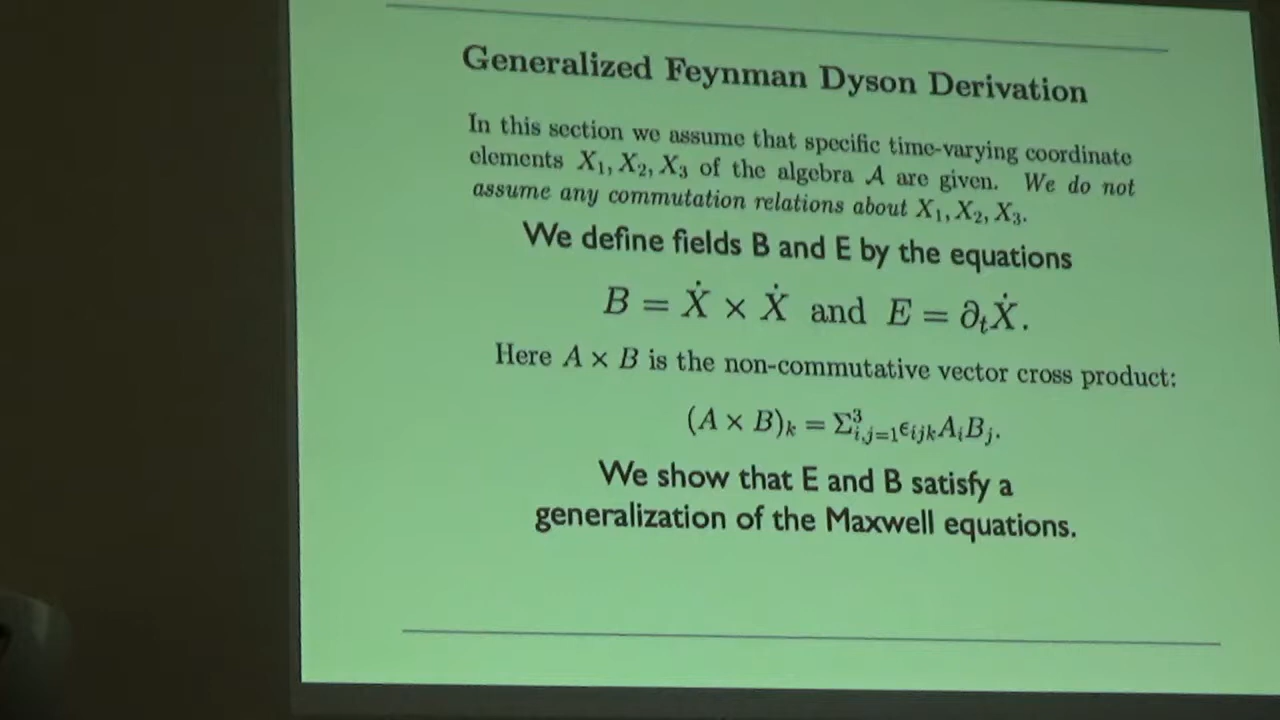 Generalized Feynman Dyson Derivation
In this section we assume that specific time-varying coordinate
elements X₁, X₂, X₃ of the algebra 𝒜 are given. We do not
assume any commutation relations about X₁, X₂, X₃.
We define fields B and E by the equations
B = Ẋ × Ẋ and E = ∂ₜẊ.
Here A × B is the non-commutative vector cross product:
(A × B)ₖ = Σ³ᵢ,ⱼ₌₁ϵᵢⱼₖAᵢBⱼ.
We show that E and B satisfy a
generalization of the Maxwell equations.